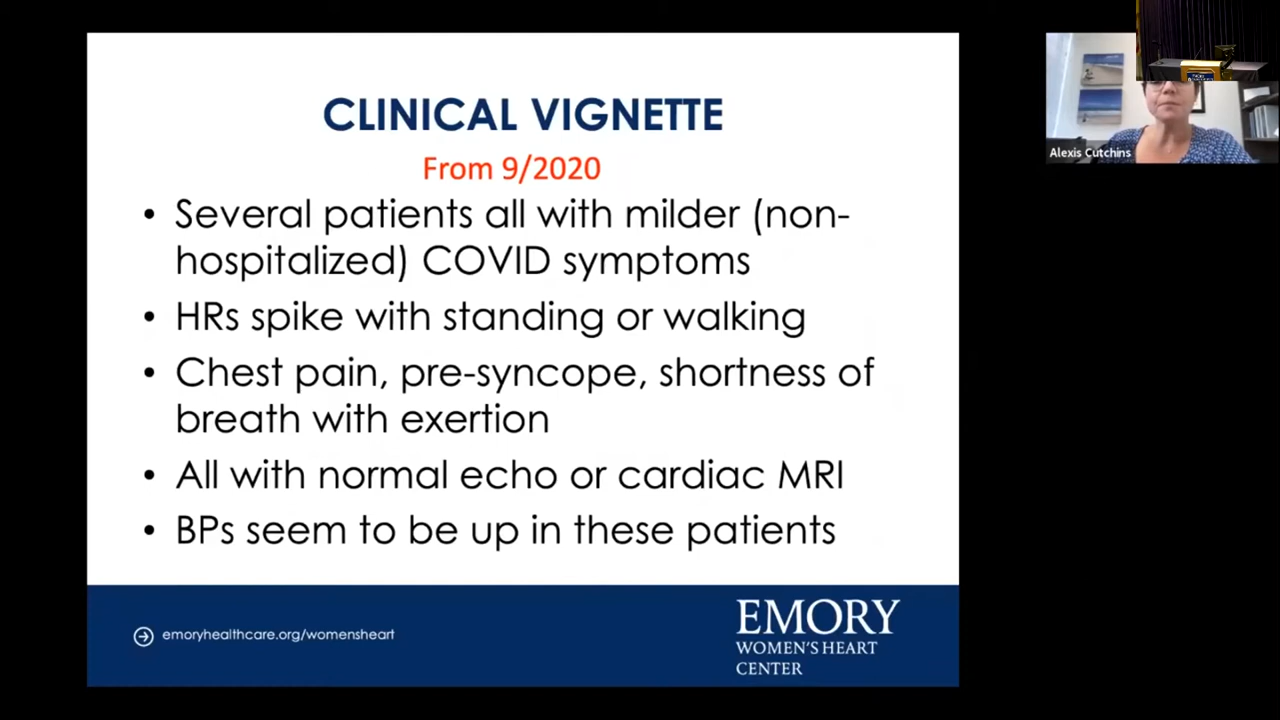 CLINICAL VIGNETTE
From 9/2020
• Several patients all with milder (non-
hospitalized) COVID symptoms
• HRs spike with standing or walking
• Chest pain, pre-syncope, shortness of
breath with exertion
• All with normal echo or cardiac MRI
• BPs seem to be up in these patients
emoryhealthcare.org/womensheart
EMORY
WOMEN'S HEART
CENTER
Alexis Cutchins